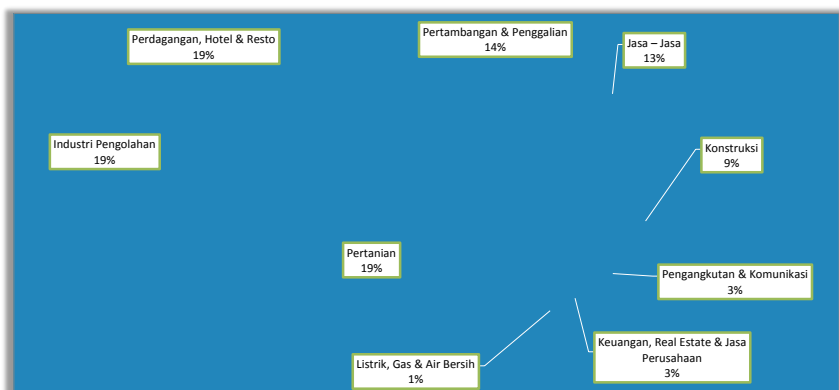 Perdagangan, Hotel & Resto
19%
Pertambangan & Penggalian
14%
Jasa – Jasa
13%
Industri Pengolahan
19%
Konstruksi
9%
Pertanian
19%
Pengangkutan & Komunikasi
3%
Keuangan, Real Estate & Jasa
Perusahaan
3%
Listrik, Gas & Air Bersih
1%